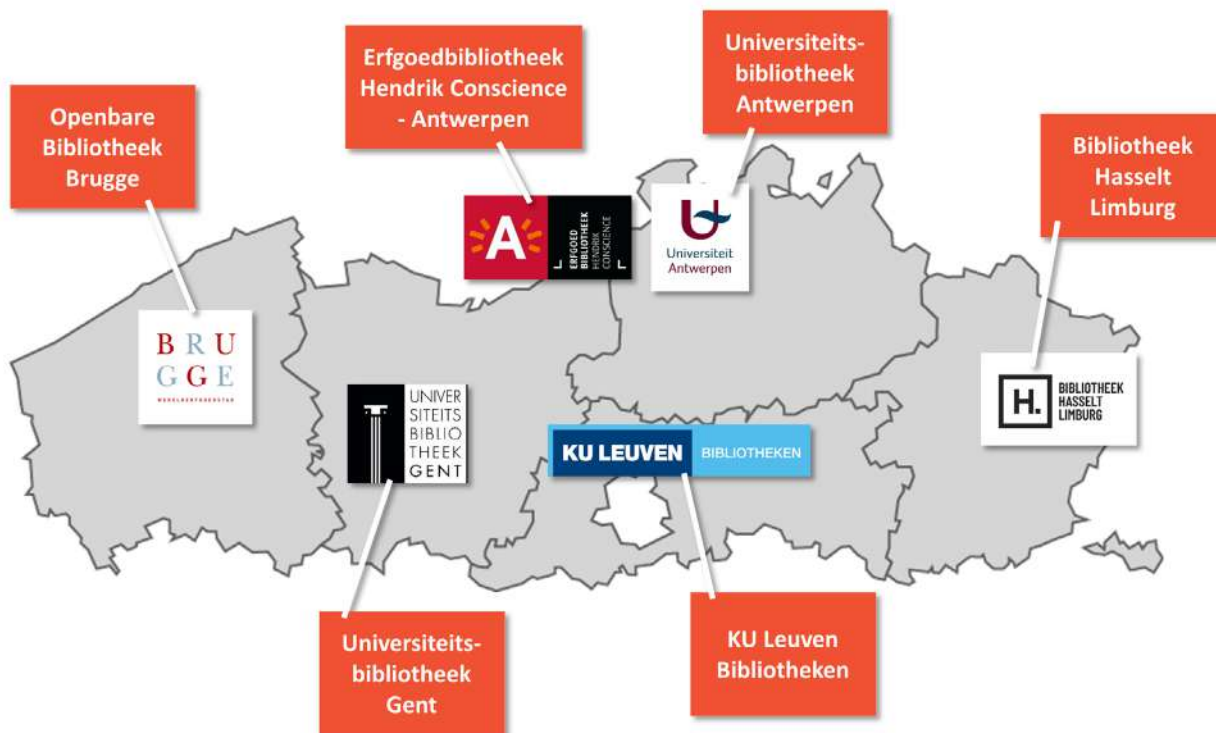 Openbare
Bibliotheek
Brugge
Erfgoedbibliotheek
Hendrik Conscience
- Antwerpen
Universiteits-
bibliotheek
Antwerpen
Bibliotheek
Hasselt
Limburg
A
ERFGOED
BIBLIOTHEEK
HENDRIK
CONSCIENCE
U
Universiteit
Antwerpen
BRU
GGE
WERELDERFGOEDSTAD
UNIVER
SITEITS
BIBLIO
THEEK
GENT
KU LEUVEN BIBLIOTHEKEN
H.
BIBLIOTHEEK
HASSELT
LIMBURG
Universiteits-
bibliotheek
Gent
KU Leuven
Bibliotheken